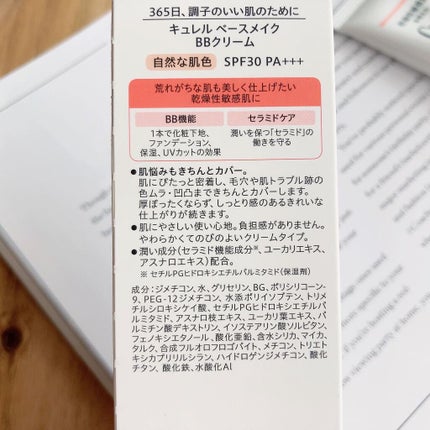 365日、調子のいい肌のために
キュレル ベースメイク
BBクリーム
自然な肌色 SPF30 PA+++
荒れがちな肌も美しく仕上げたい
乾燥性敏感肌に
BB機能
1本で化粧下地、
ファンデーション、
保湿、UVカットの効果
セラミドケア
潤いを保つ「セラミド」の
働きを守る
●肌悩みもきちんとカバー。
肌にぴたっと密着し、毛穴や肌トラブル跡の
色ムラ・凹凸まできちんとカバーします。
厚ぼったくならず、しっとり感のあるきれいな
仕上がりが続きます。
●肌にやさしい使い心地。負担感がありません。
やわらかくてのびのよいクリームタイプ。
●潤い成分(セラミド機能成分※、ユーカリエキス、
アスナロエキス)配合。
※ セチルPGヒドロキシエチルパルミタミド(保湿剤)
成分:ジメチコン、水、グリセリン、BG、ポリシリコーン-
9、PEG-12ジメチコン、水添ポリイソブテン、トリメ
チルシロキシケイ酸、セチルPGヒドロキシエチルパ
ルミタミド、アスナロ枝エキス、ユーカリ葉エキス、パ
ルミチン酸デキストリン、イソステアリン酸ソルビタン、
フェノキシエタノール、酸化亜鉛、含水シリカ、マイカ、
タルク、合成フルオロフロゴパイト、メチコン、トリエト
キシカプリリルシラン、ハイドロゲンジメチコン、酸化
チタン、酸化鉄、水酸化Al